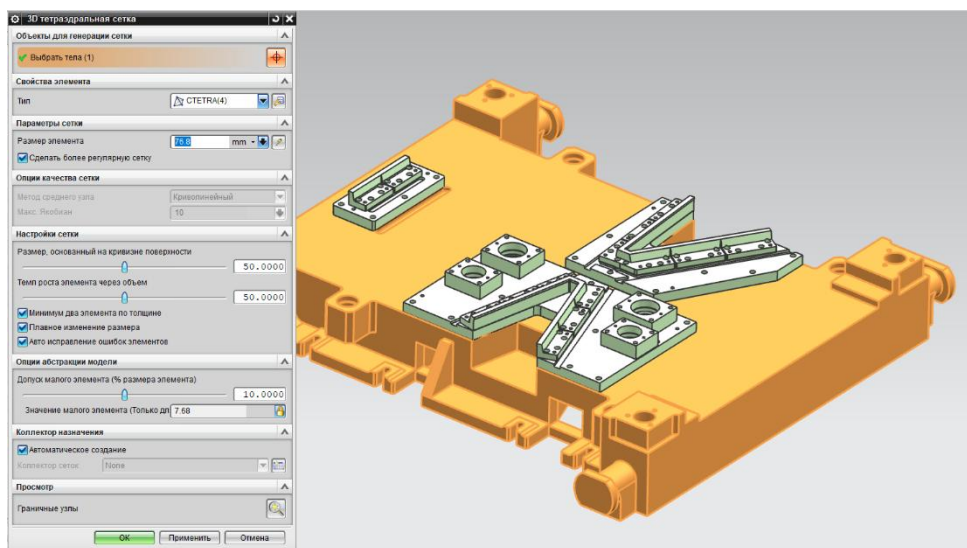 3D тетраэдральная сетка
Объекты для генерации сетки
Выбрать тела (1)
Свойства элемента
Тип CTETRA(4)
Параметры сетки
Размер элемента 76.8 mm
Сделать более регулярную сетку
Опции качества сетки
Метод среднего узла Криволинейный
Макс. Якобиан 10
Настройки сетки
Размер, основанный на кривизне поверхности
50.0000
Темп роста элемента через объем
50.0000
Минимум два элемента по толщине
Плавное изменение размера
Авто исправление ошибок элементов
Опции абстракции модели
Допуск малого элемента (% размера элемента)
10.0000
Значение малого элемента (Только дл 7.68
Коллектор назначения
Автоматическое создание
Коллектор сеток None
Просмотр
Граничные узлы
ОК Применить Отмена